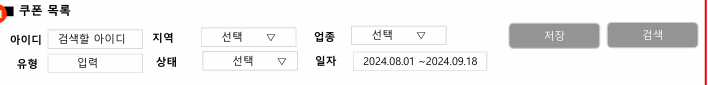 쿠폰 목록
아이디 검색할 아이디 지역 선택 ▽ 업종 선택 ▽ 저장 검색
유형 입력 상태 선택 ▽ 일자 2024.08.01 ~2024.09.18